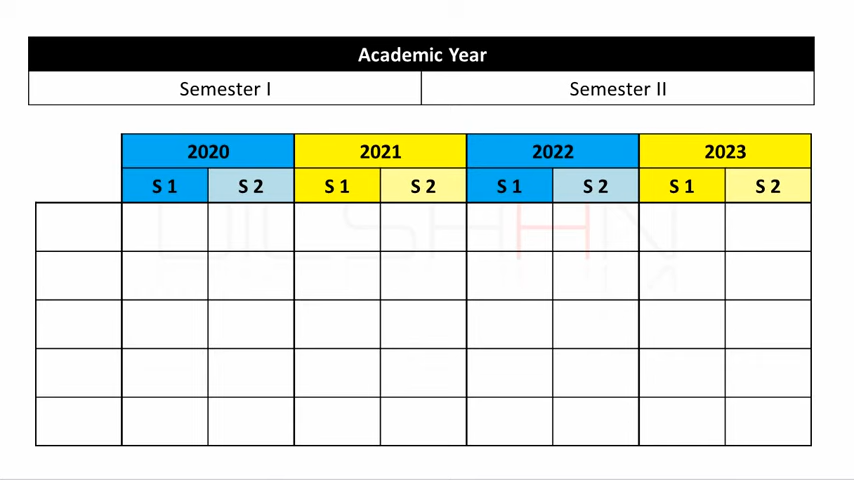 Academic Year
Semester I Semester II
2020 2021 2022 2023
S 1 S 2 S 1 S 2 S 1 S 2 S 1 S 2